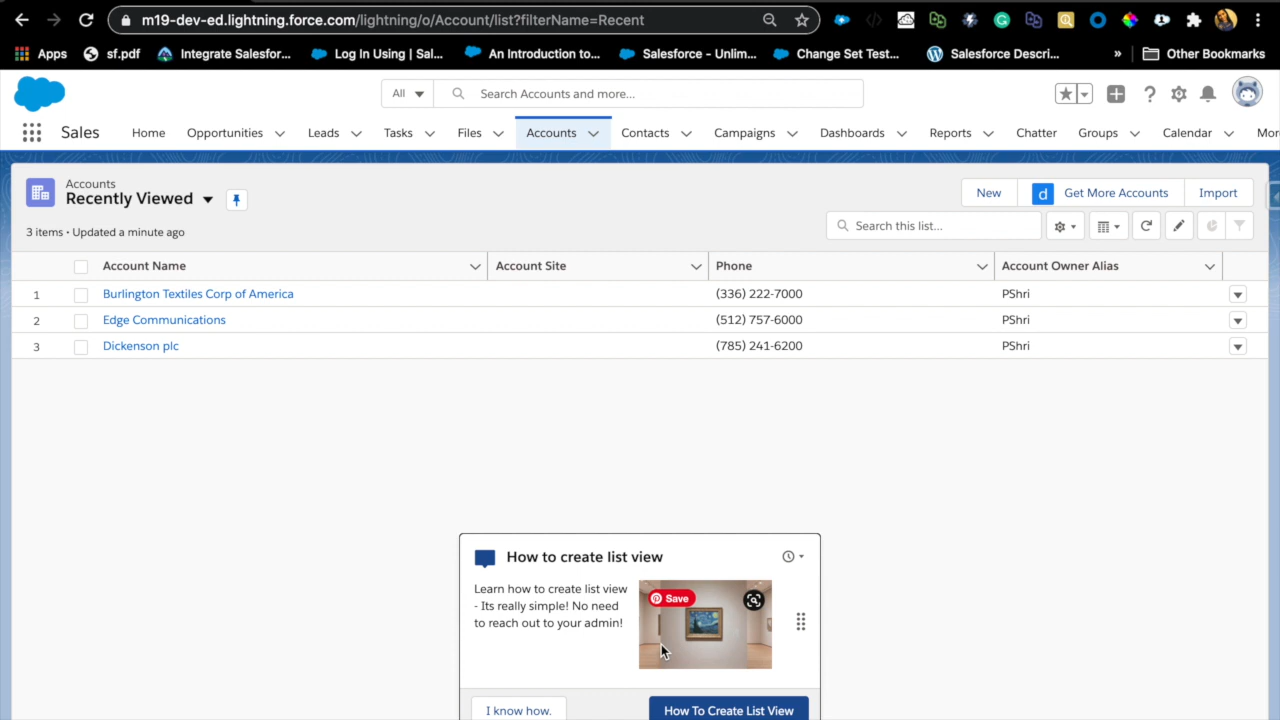 m19-dev-ed.lightning.force.com/lightning/o/Account/list?filterName=Recent
Apps sf.pdf Integrate Salesfor... Log In Using | Sal... An Introduction to... Salesforce - Unlim... Change Set Test... Salesforce Descri... » Other Bookmarks
All Search Accounts and more...
Sales Home Opportunities Leads Tasks Files Accounts Contacts Campaigns Dashboards Reports Chatter Groups Calendar Mor
Accounts
Recently Viewed
New d Get More Accounts Import
3 items • Updated a minute ago
Search this list...
Account Name Account Site Phone Account Owner Alias
1 Burlington Textiles Corp of America (336) 222-7000 PShri
2 Edge Communications (512) 757-6000 PShri
3 Dickenson plc (785) 241-6200 PShri
How to create list view
Learn how to create list view
- Its really simple! No need
to reach out to your admin!
Save
I know how.
How To Create List View